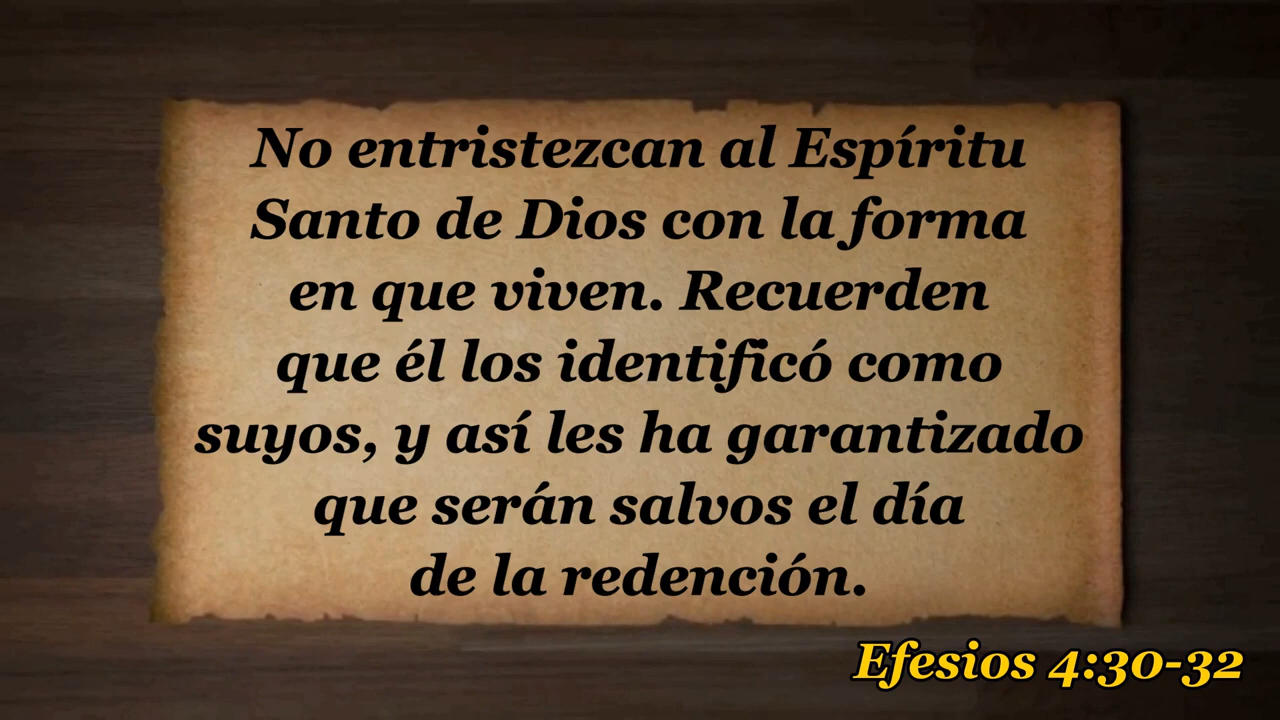 No entristezcan al Espíritu
Santo de Dios con la forma
en que viven. Recuerden
que él los identificó como
suyos, y así les ha garantizado
que serán salvos el día
de la redención.
Efesios 4:30-32